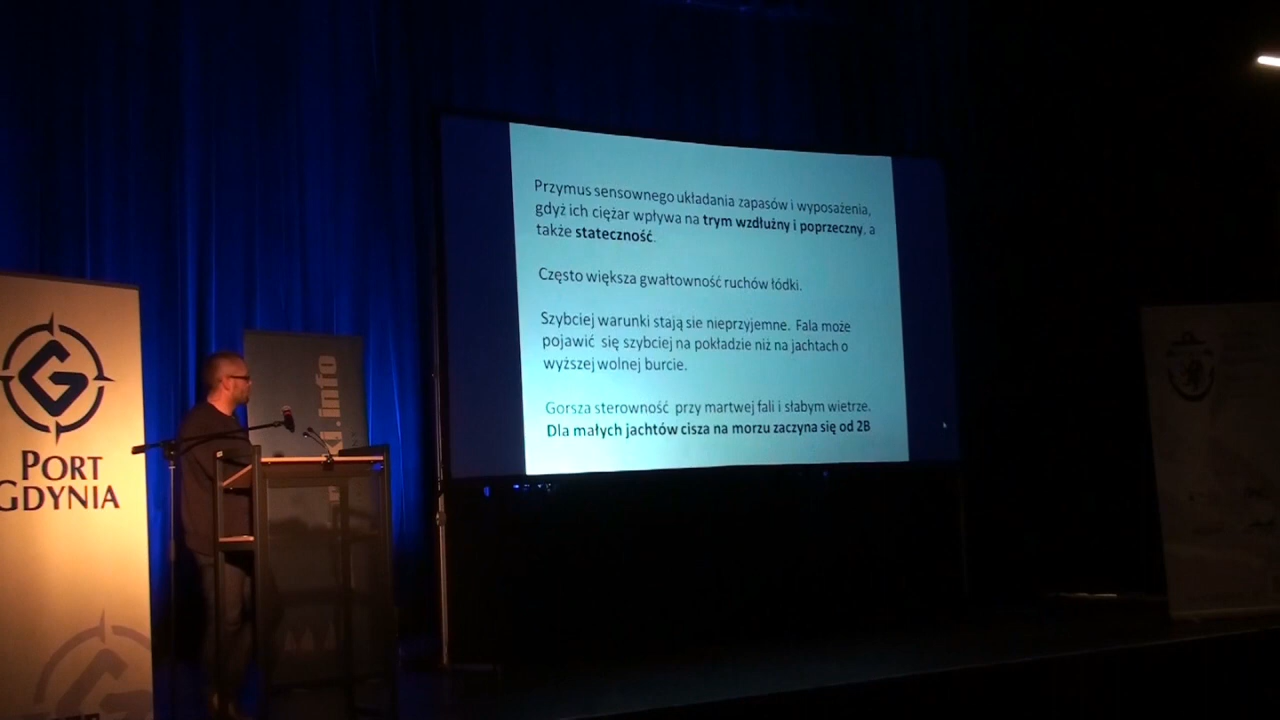 Przymus sensownego układania zapasów i wyposażenia,
gdyż ich ciężar wpływa na trym wzdłużny i poprzeczny, a
także stateczność.
Często większa gwałtowność ruchów łódki.
Szybciej warunki stają sie nieprzyjemne. Fala może
pojawić się szybciej na pokładzie niż na jachtach o
wyższej wolnej burcie.
Gorsza sterowność przy martwej fali i słabym wietrze.
Dla małych jachtów cisza na morzu zaczyna się od 2B
G
PORT
GDYNIA
.info